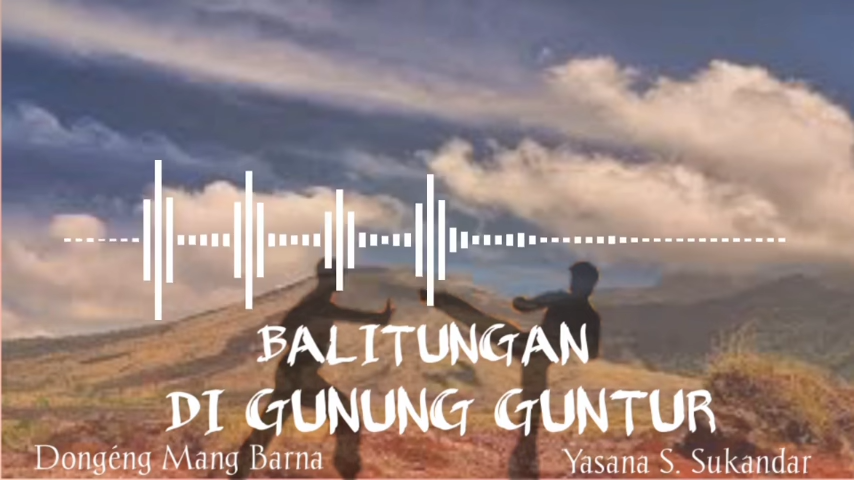 BALITUNGAN
DI GUNUNG GUNTUR
Dongéng Mang Barna
Yasana S. Sukandar